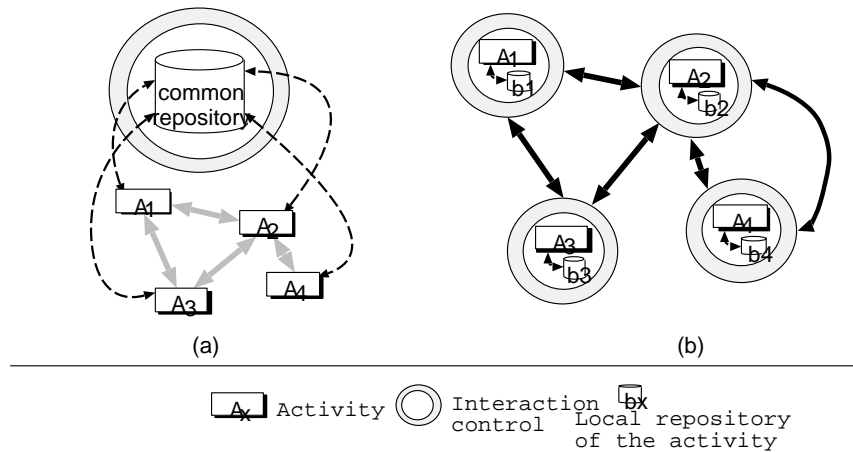 common
repository
A1
A2
A3
A4
(a)
A1
b1
A2
b2
A3
b3
A4
b4
(b)
Ax Activity
Interaction
control
bx
Local repository
of the activity